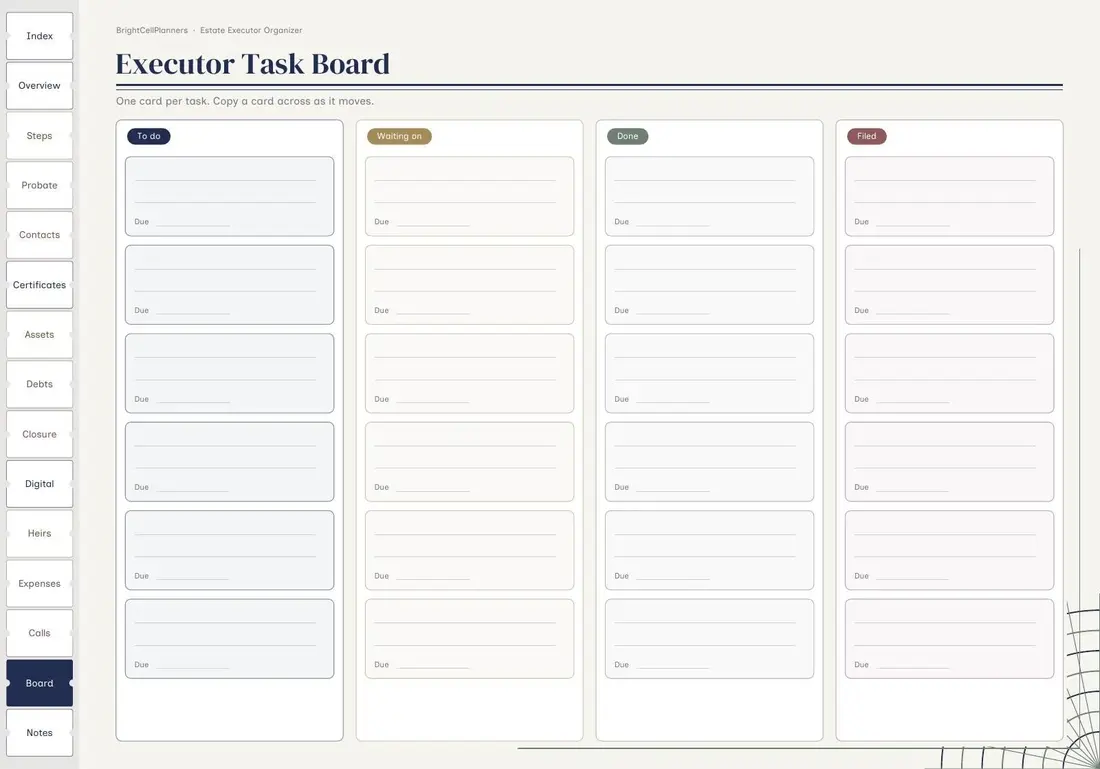 Index
Overview
Steps
Probate
Contacts
Certificates
Assets
Debts
Closure
Digital
Heirs
Expenses
Calls
Board
Notes
BrightCellPlanners · Estate Executor Organizer
Executor Task Board
One card per task. Copy a card across as it moves.
To do
Due
Due
Due
Due
Due
Due
Waiting on
Due
Due
Due
Due
Due
Due
Done
Due
Due
Due
Due
Due
Due
Filed
Due
Due
Due
Due
Due
Due